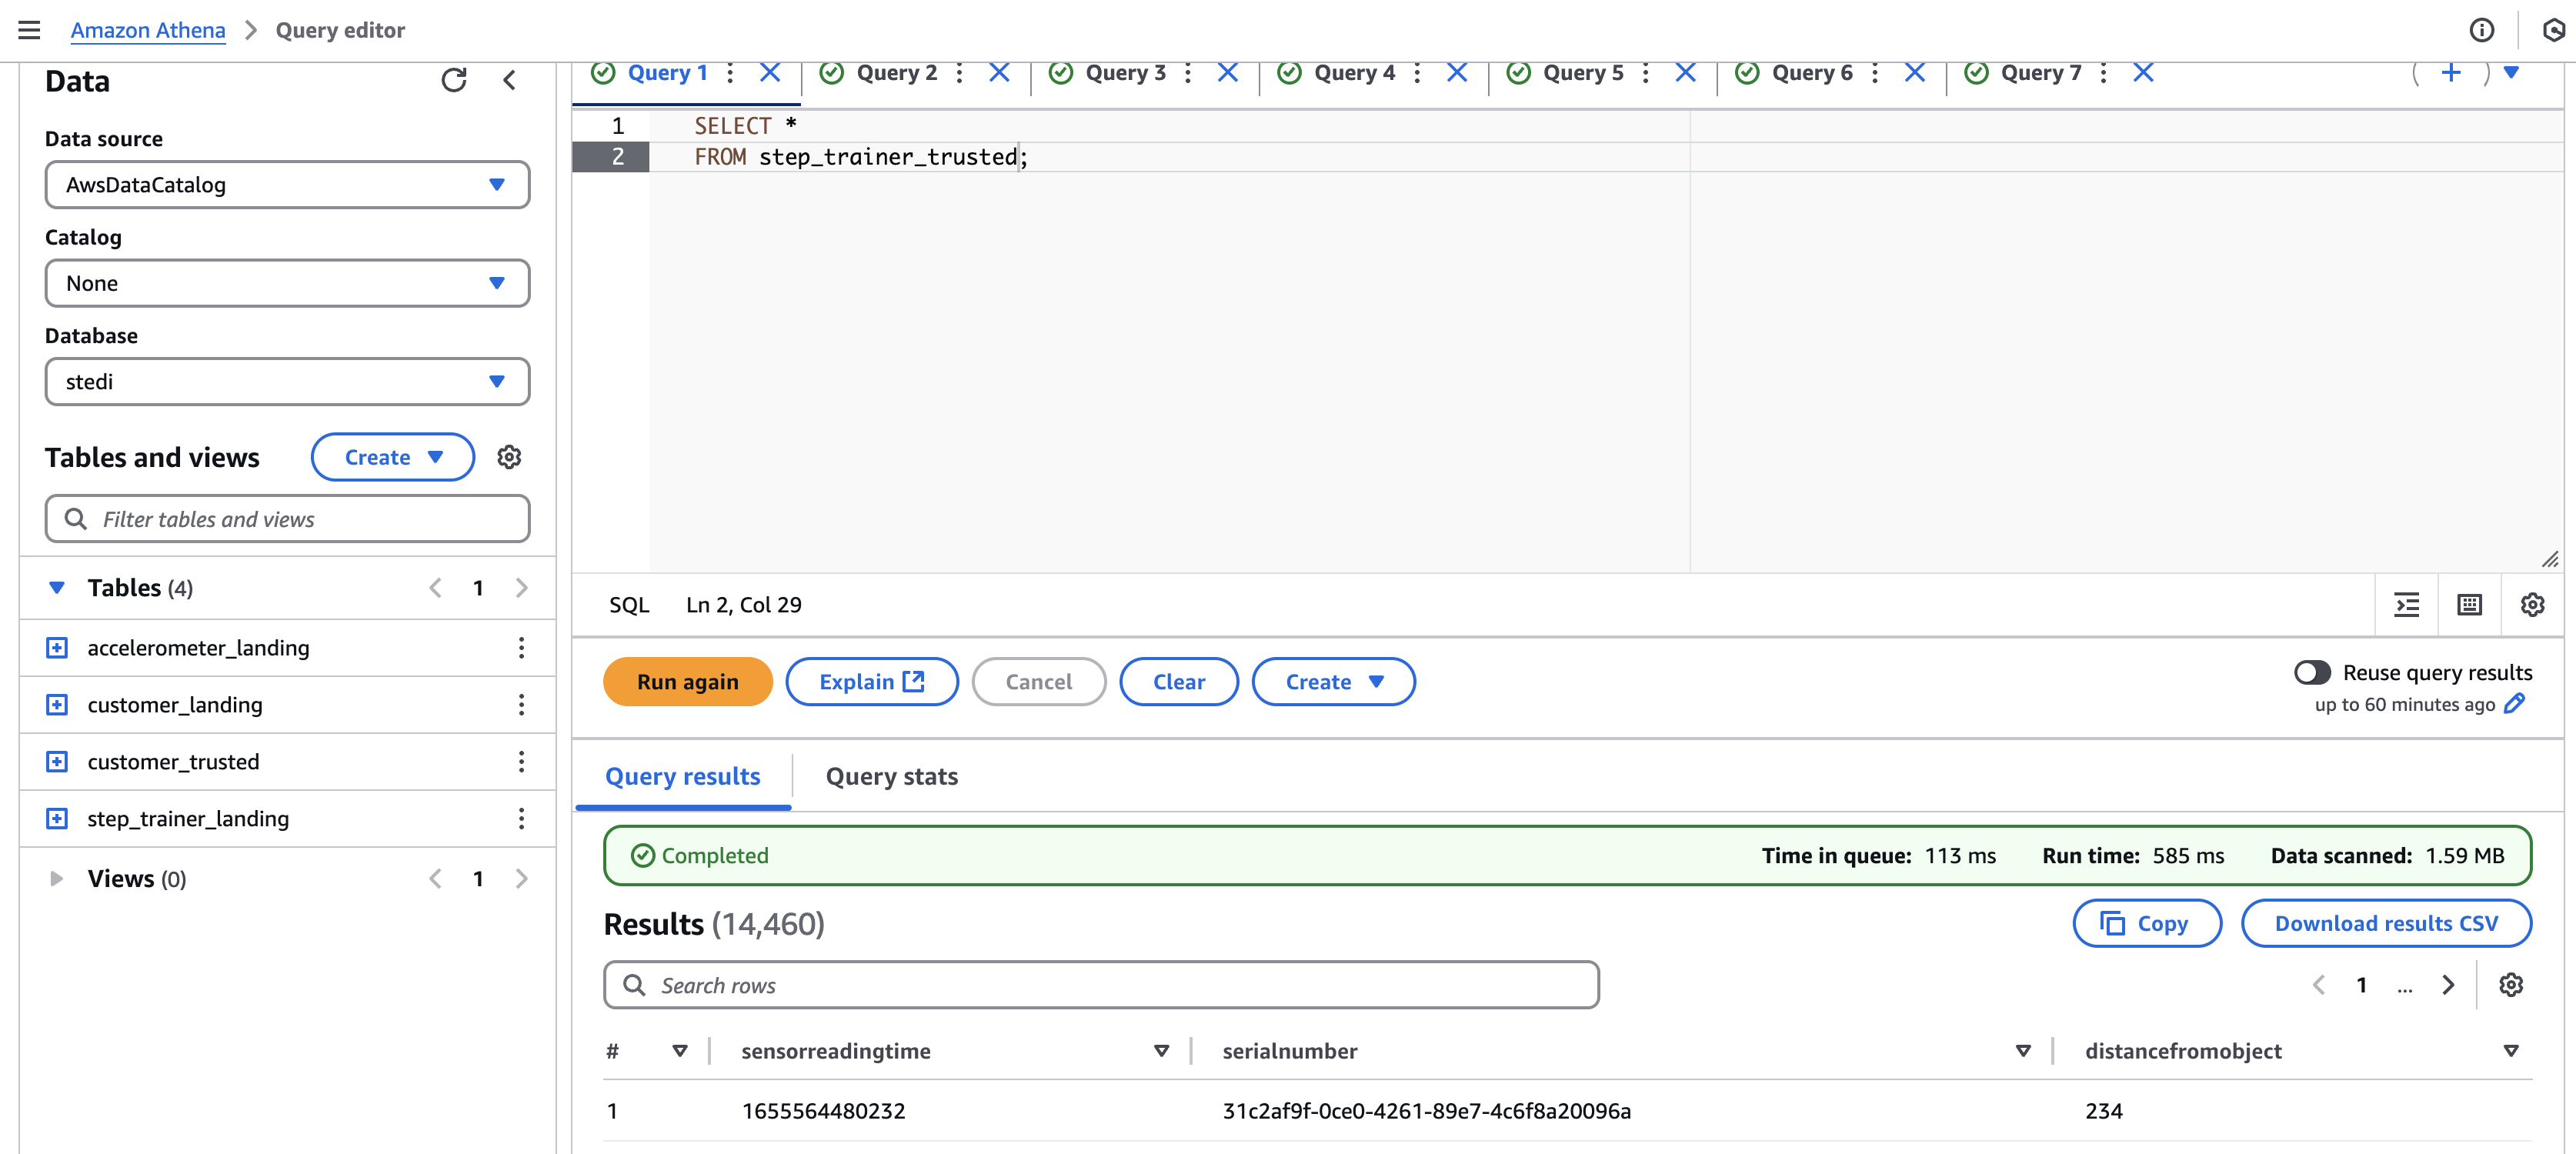 Amazon Athena > Query editor
Data
Data source
AwsDataCatalog
Catalog
None
Database
stedi
Tables and views
Create
Filter tables and views
Tables (4)
1
accelerometer_landing
customer_landing
customer_trusted
step_trainer_landing
Views (0)
1
Query 1
Query 2
Query 3
Query 4
Query 5
Query 6
Query 7
1 SELECT *
2 FROM step_trainer_trusted;
SQL Ln 2, Col 29
Run again
Explain
Cancel
Clear
Create
Reuse query results
up to 60 minutes ago
Query results
Query stats
Completed
Time in queue: 113 ms Run time: 585 ms Data scanned: 1.59 MB
Results (14,460)
Copy
Download results CSV
Search rows
1 ...
# sensorreadingtime serialnumber distancefromobject
1 1655564480232 31c2af9f-0ce0-4261-89e7-4c6f8a20096a 234